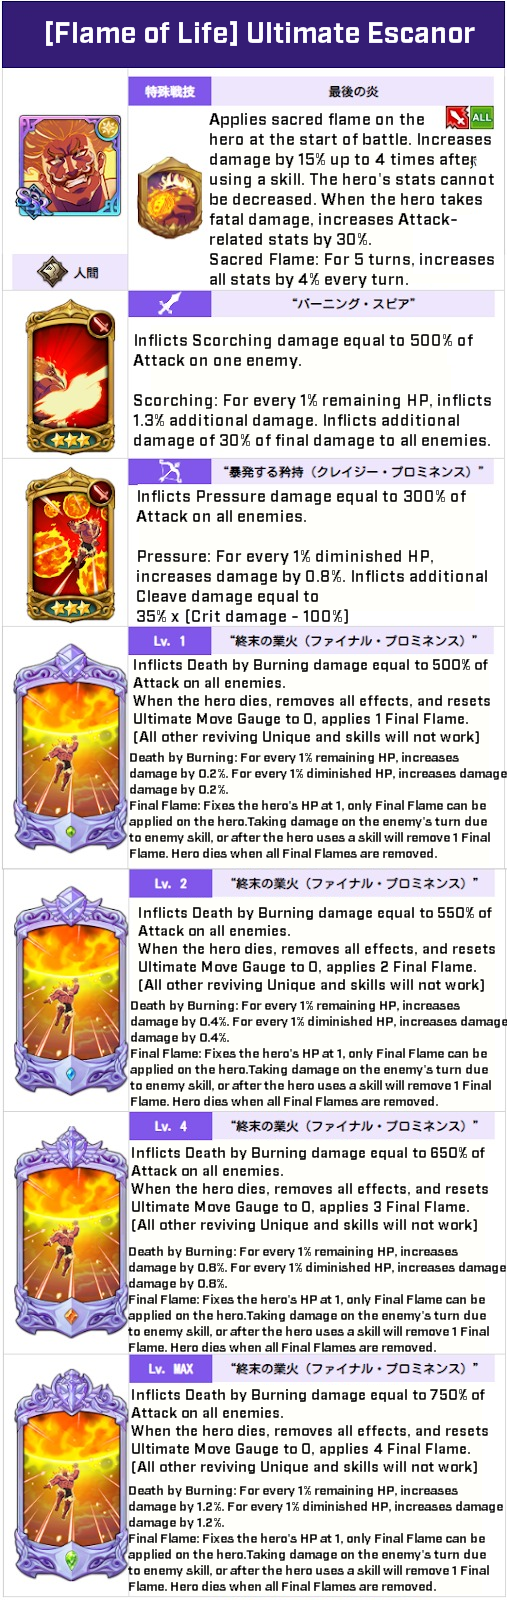 [Flame of Life] Ultimate Escanor
特殊戦技
最後の炎
Applies sacred flame on the
ALL
hero at the start of battle. Increases
damage by 15% up to 4 times after
using a skill. The hero's stats cannot
be decreased. When the hero takes
fatal damage, increases Attack-
related stats by 30%.
Sacred Flame: For 5 turns, increases
all stats by 4% every turn.
SR
人間
“バーニング・スピア”
Inflicts Scorching damage equal to 500% of
Attack on one enemy.
Scorching: For every 1% remaining HP, inflicts
1.3% additional damage. Inflicts additional
damage of 30% of final damage to all enemies.
“暴発する矜持（クレイジー・プロミネンス）”
Inflicts Pressure damage equal to 300% of
Attack on all enemies.
Pressure: For every 1% diminished HP,
increases damage by 0.8%. Inflicts additional
Cleave damage equal to
35% x (Crit damage - 100%)
Lv. 1
“終末の業火（ファイナル・プロミネンス）”
Inflicts Death by Burning damage equal to 500% of
Attack on all enemies.
When the hero dies, removes all effects, and resets
Ultimate Move Gauge to 0, applies 1 Final Flame.
(All other reviving Unique and skills will not work)
Death by Burning: For every 1% remaining HP, increases
damage by 0.2%. For every 1% diminished HP, increases damage
damage by 0.2%.
Final Flame: Fixes the hero's HP at 1, only Final Flame can be
applied on the hero.Taking damage on the enemy's turn due
to enemy skill, or after the hero uses a skill will remove 1 Final
Flame. Hero dies when all Final Flames are removed.
Lv. 2
“終末の業火（ファイナル・プロミネンス）”
Inflicts Death by Burning damage equal to 550% of
Attack on all enemies.
When the hero dies, removes all effects, and resets
Ultimate Move Gauge to 0, applies 2 Final Flame.
(All other reviving Unique and skills will not work)
Death by Burning: For every 1% remaining HP, increases
damage by 0.4%. For every 1% diminished HP, increases damage
damage by 0.4%.
Final Flame: Fixes the hero's HP at 1, only Final Flame can be
applied on the hero.Taking damage on the enemy's turn due
to enemy skill, or after the hero uses a skill will remove 1 Final
Flame. Hero dies when all Final Flames are removed.
Lv. 4
“終末の業火（ファイナル・プロミネンス）”
Inflicts Death by Burning damage equal to 650% of
Attack on all enemies.
When the hero dies, removes all effects, and resets
Ultimate Move Gauge to 0, applies 3 Final Flame.
(All other reviving Unique and skills will not work)
Death by Burning: For every 1% remaining HP, increases
damage by 0.8%. For every 1% diminished HP, increases damage
damage by 0.8%.
Final Flame: Fixes the hero's HP at 1, only Final Flame can be
applied on the hero.Taking damage on the enemy's turn due
to enemy skill, or after the hero uses a skill will remove 1 Final
Flame. Hero dies when all Final Flames are removed.
Lv. MAX
“終末の業火（ファイナル・プロミネンス）”
Inflicts Death by Burning damage equal to 750% of
Attack on all enemies.
When the hero dies, removes all effects, and resets
Ultimate Move Gauge to 0, applies 4 Final Flame.
(All other reviving Unique and skills will not work)
Death by Burning: For every 1% remaining HP, increases
damage by 1.2%. For every 1% diminished HP, increases damage
damage by 1.2%.
Final Flame: Fixes the hero's HP at 1, only Final Flame can be
applied on the hero.Taking damage on the enemy's turn due
to enemy skill, or after the hero uses a skill will remove 1 Final
Flame. Hero dies when all Final Flames are removed.